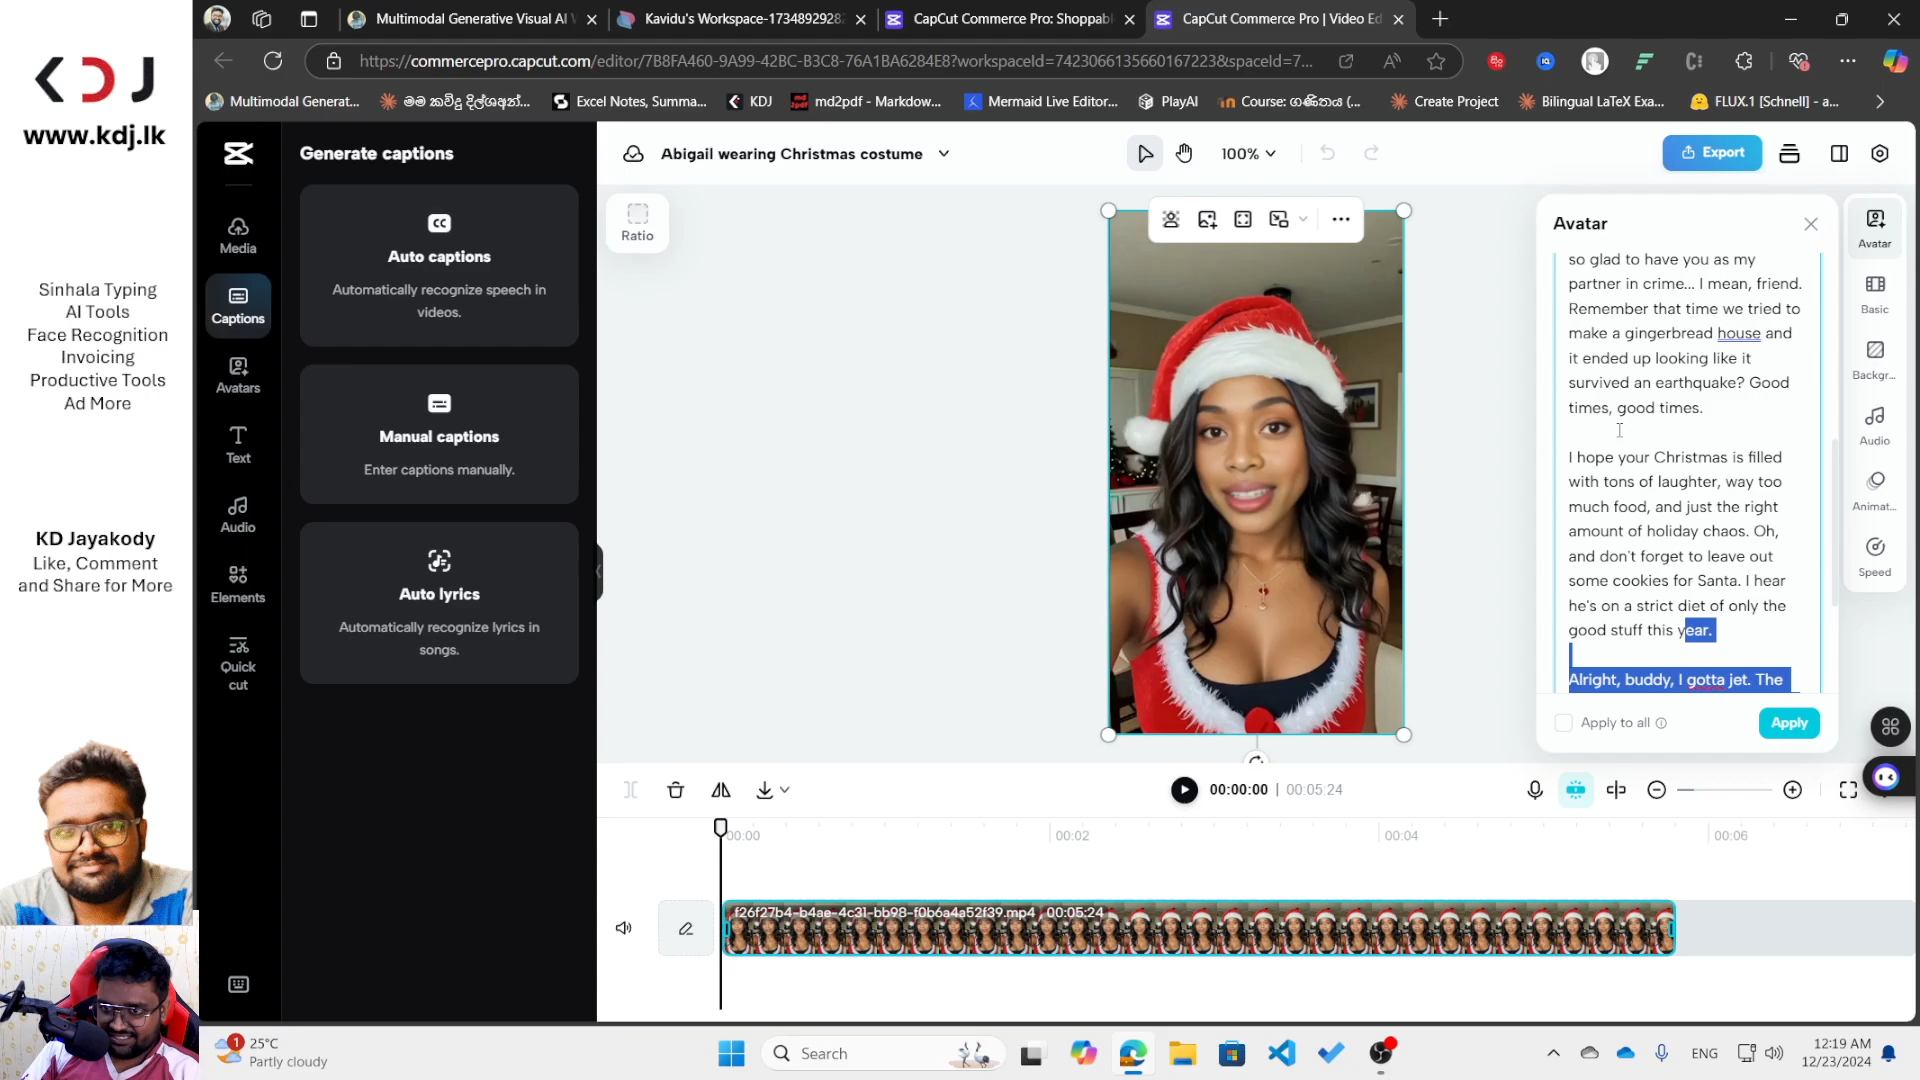 KDJ
www.kdj.lk
Sinhala Typing
AI Tools
Face Recognition
Invoicing
Productive Tools
Ad More
KD Jayakody
Like, Comment
and Share for More
Multimodal Generative Visual AI
Kavidu's Workspace-1734892928
CapCut Commerce Pro: Shoppabl
CapCut Commerce Pro | Video Ed
https://commercepro.capcut.com/editor/7B8FA460-9A99-42BC-B3C8-76A1BA6284E8?workspaceId=7423066135660167223&spaceId=7...
Multimodal Generat...
මම කවිදු දිල්ශාන්...
Excel Notes, Summa...
KDJ
md2pdf - Markdow...
Mermaid Live Editor...
PlayAI
Course: ගණිතය (...
Create Project
Bilingual LaTeX Exa...
FLUX.1 [Schnell] - a...
Media
Captions
Avatars
Text
Audio
Elements
Quick
cut
Generate captions
Auto captions
Automatically recognize speech in
videos.
Manual captions
Enter captions manually.
Auto lyrics
Automatically recognize lyrics in
songs.
Abigail wearing Christmas costume
100%
Export
Ratio
Avatar
so glad to have you as my
partner in crime... I mean, friend.
Remember that time we tried to
make a gingerbread house and
it ended up looking like it
survived an earthquake? Good
times, good times.
I hope your Christmas is filled
with tons of laughter, way too
much food, and just the right
amount of holiday chaos. Oh,
and don't forget to leave out
some cookies for Santa. I hear
he's on a strict diet of only the
good stuff this year.
Alright, buddy, I gotta jet. The
Apply to all
Apply
Avatar
Basic
Backgr...
Audio
Animat...
Speed
00:00:00 | 00:05:24
00:00
00:02
00:04
00:06
f26f27b4-b4ae-4c31-bb98-f0b6a4a52f39.mp4 , 00:05:24
1
25°C
Partly cloudy
Search
ENG
12:19 AM
12/23/2024